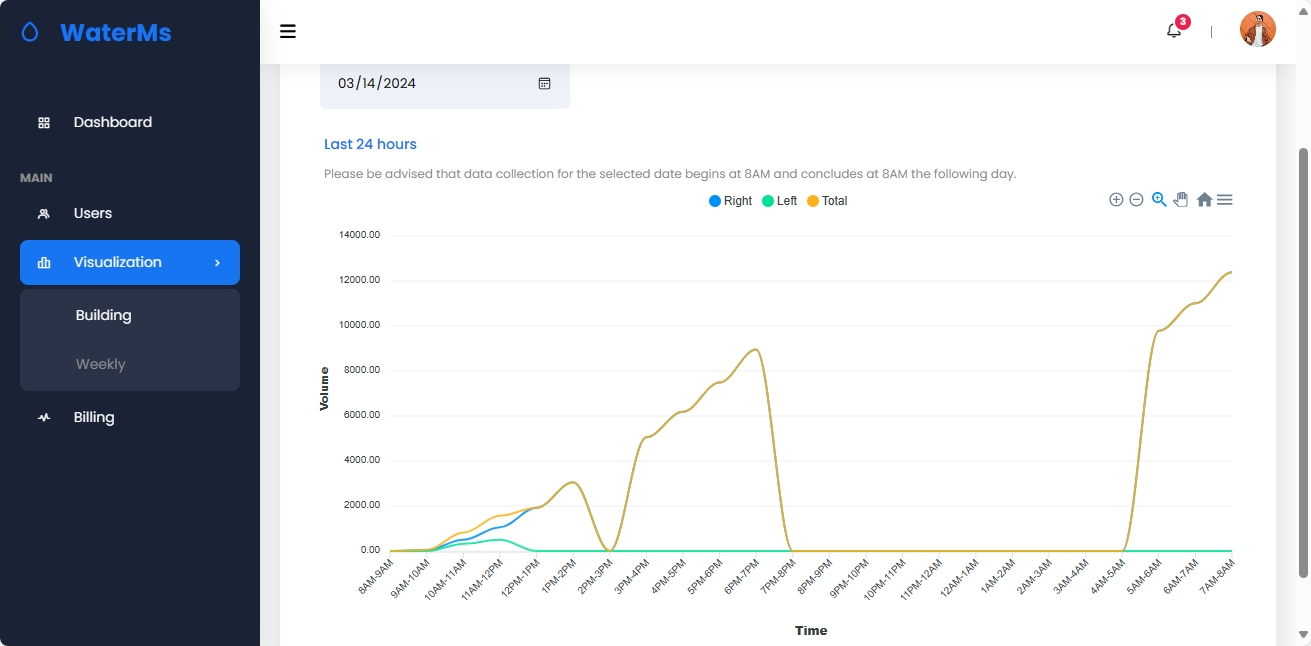 WaterMs
3
Dashboard
MAIN
Users
Visualization
Building
Weekly
Billing
03/14/2024
Last 24 hours
Please be advised that data collection for the selected date begins at 8AM and concludes at 8AM the following day.
Right Left Total
Volume
14000.00
12000.00
10000.00
8000.00
6000.00
4000.00
2000.00
0.00
8AM-9AM 9AM-10AM 10AM-11AM 11AM-12PM 12PM-1PM 1PM-2PM 2PM-3PM 3PM-4PM 4PM-5PM 5PM-6PM 6PM-7PM 7PM-8PM 8PM-9PM 9PM-10PM 10PM-11PM 11PM-12AM 12AM-1AM 1AM-2AM 2AM-3AM 3AM-4AM 4AM-5AM 5AM-6AM 6AM-7AM 7AM-8AM
Time